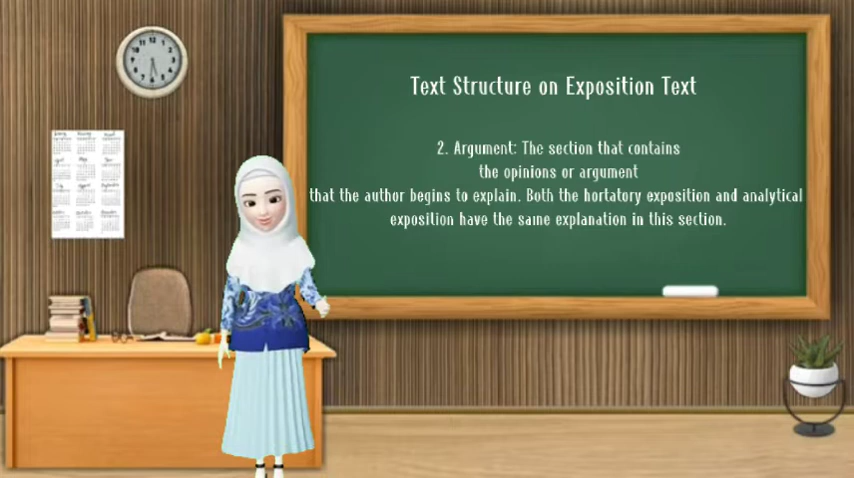 Text Structure on Exposition Text
2. Argument: The section that contains
the opinions or argument
that the author begins to explain. Both the hortatory exposition and analytical
exposition have the same explanation in this section.